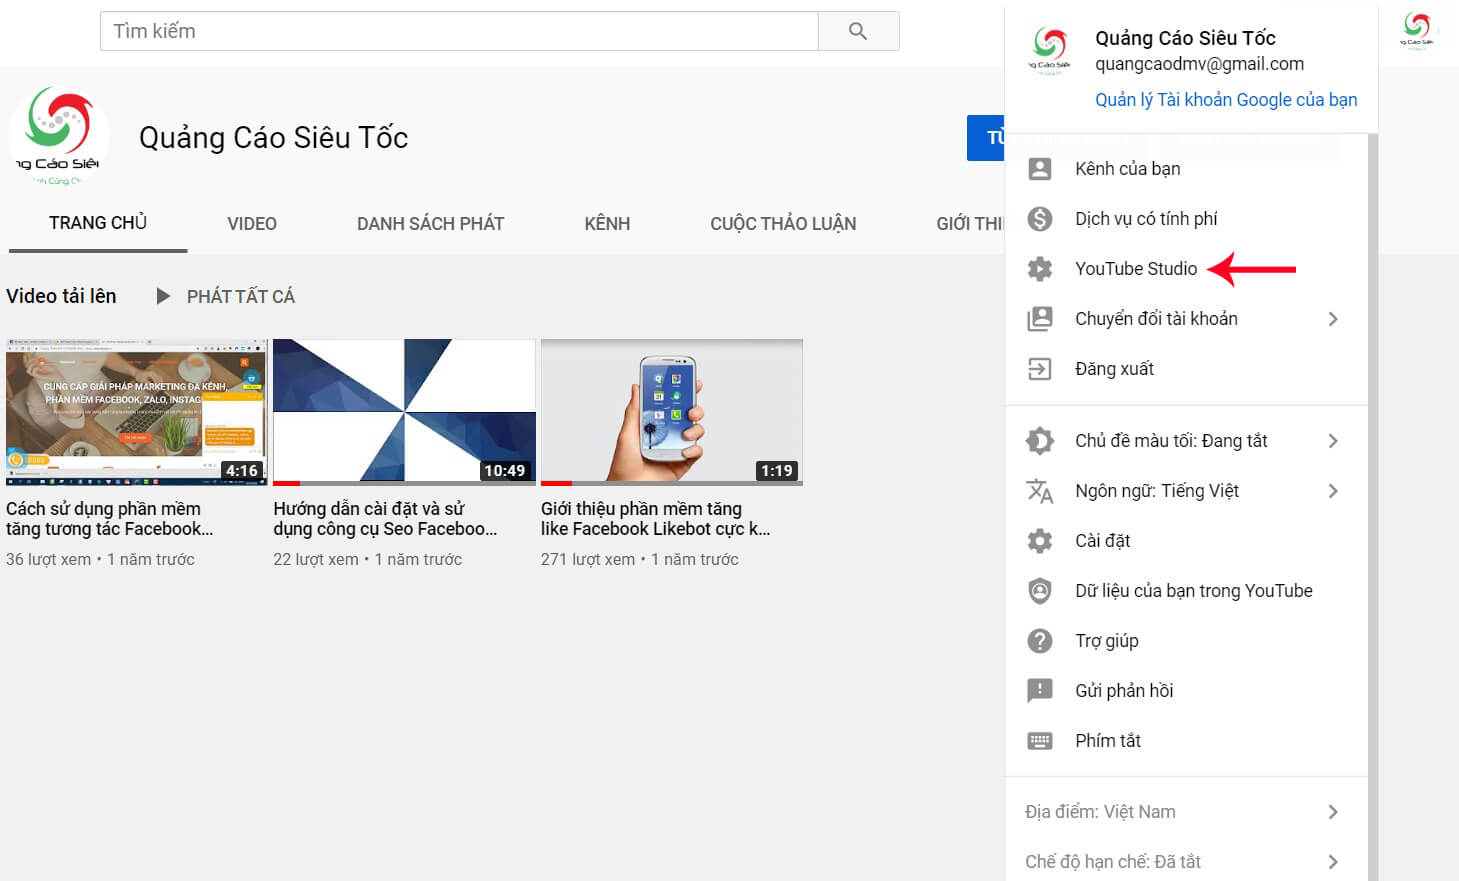 Tìm kiếm
Quảng Cáo Siêu Tốc
quangcaodmv@gmail.com
Quản lý Tài khoản Google của bạn
ng Cáo Siê
Quảng Cáo Siêu Tốc
TRANG CHỦ
VIDEO
DANH SÁCH PHÁT
KÊNH
CUỘC THẢO LUẬN
GIỚI THI
Video tải lên
PHÁT TẤT CẢ
CUNG CẤP GIẢI PHÁP MARKETING ĐA KÊNH,
PHẦN MỀM FACEBOOK, ZALO, INSTAG
4:16
10:49
1:19
Cách sử dụng phần mềm
tăng tương tác Facebook...
36 lượt xem • 1 năm trước
Hướng dẫn cài đặt và sử
dụng công cụ Seo Faceboo...
22 lượt xem • 1 năm trước
Giới thiệu phần mềm tăng
like Facebook Likebot cực k...
271 lượt xem • 1 năm trước
Kênh của bạn
Dịch vụ có tính phí
YouTube Studio
Chuyển đổi tài khoản
Đăng xuất
Chủ đề màu tối: Đang tắt
Ngôn ngữ: Tiếng Việt
Cài đặt
Dữ liệu của bạn trong YouTube
Trợ giúp
Gửi phản hồi
Phím tắt
Địa điểm: Việt Nam
Chế độ hạn chế: Đã tắt